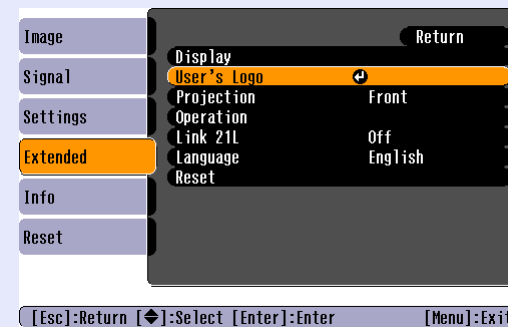 Image
Signal
Settings
Extended
Info
Reset
Return
Display
User's Logo
Projection Front
Operation
Link 21L Off
Language English
Reset
[Esc]:Return [◆]:Select [Enter]:Enter [Menu]:Exit